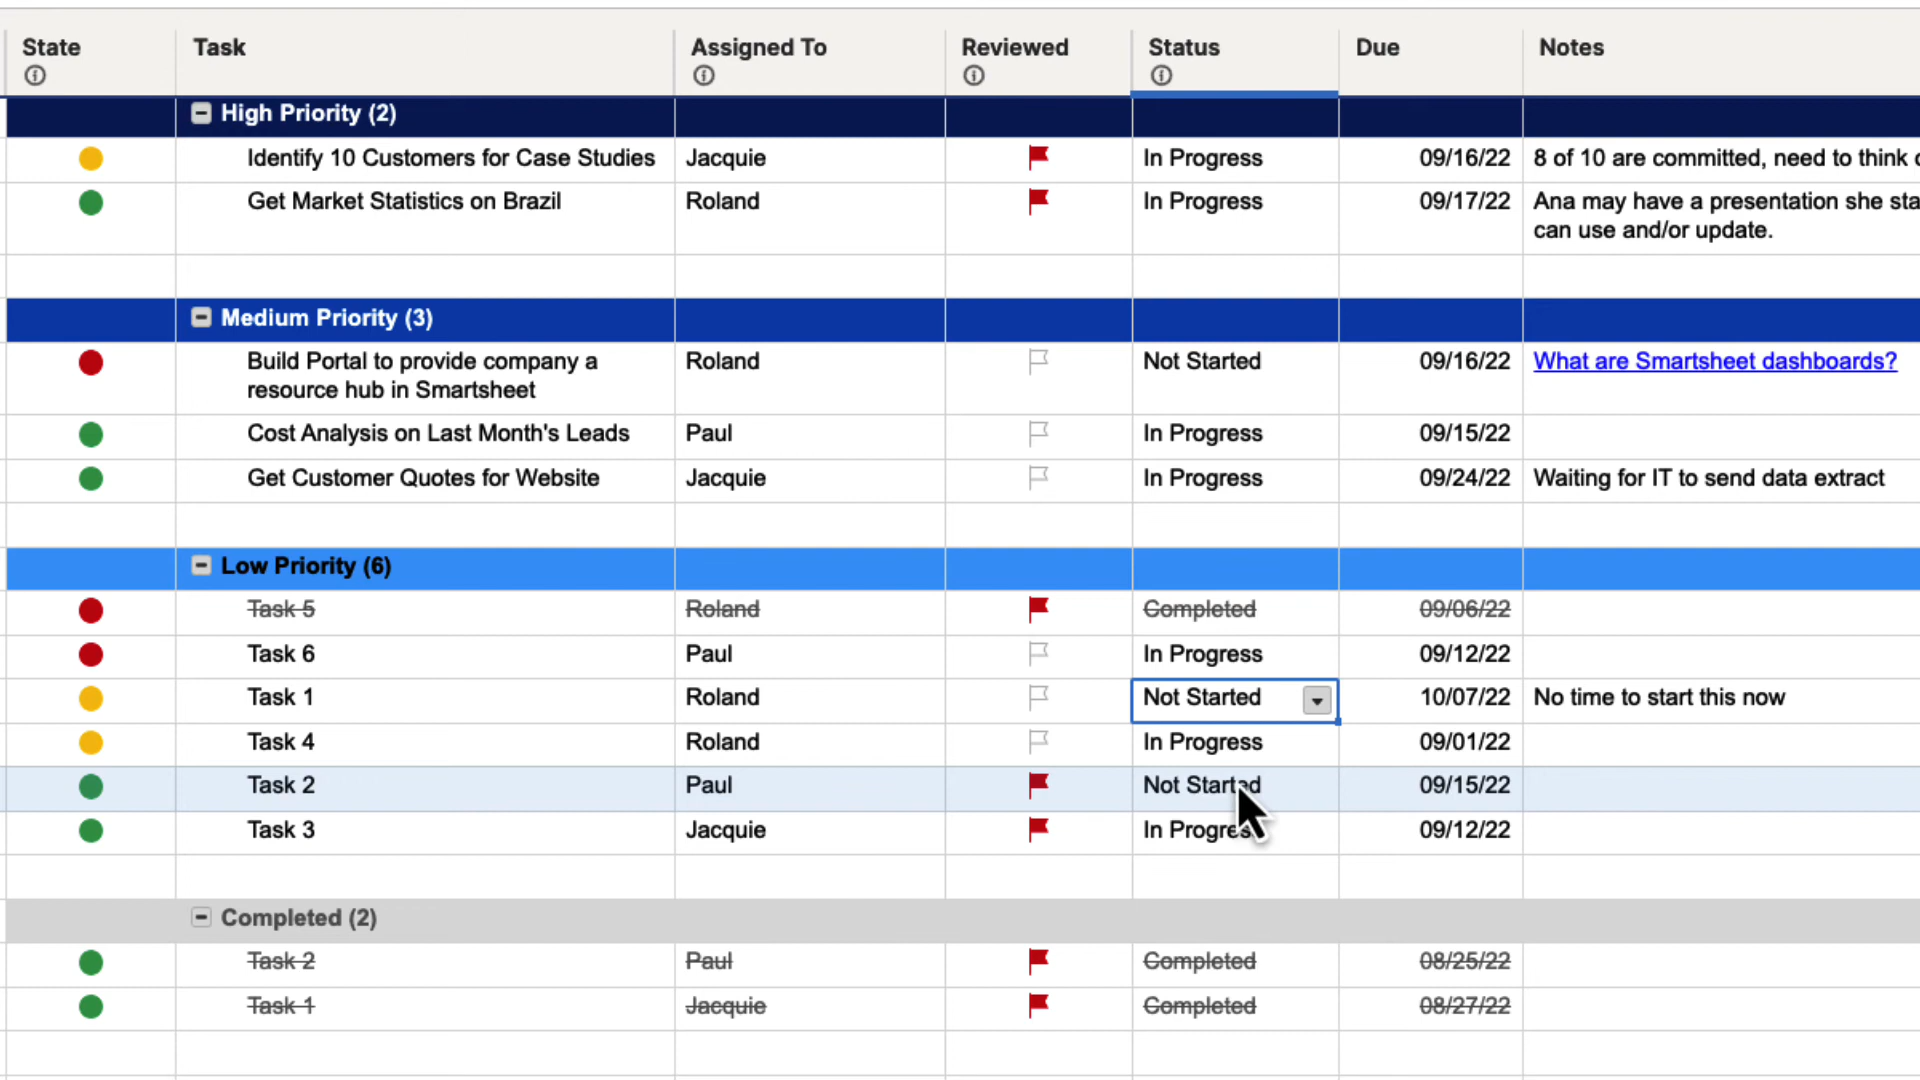 State Task Assigned To Reviewed Status Due Notes
High Priority (2)
Identify 10 Customers for Case Studies Jacquie In Progress 09/16/22 8 of 10 are committed, need to think
Get Market Statistics on Brazil Roland In Progress 09/17/22 Ana may have a presentation she sta
can use and/or update.
Medium Priority (3)
Build Portal to provide company a Roland Not Started 09/16/22 What are Smartsheet dashboards?
resource hub in Smartsheet
Cost Analysis on Last Month's Leads Paul In Progress 09/15/22
Get Customer Quotes for Website Jacquie In Progress 09/24/22 Waiting for IT to send data extract
Low Priority (6)
Task 5 Roland Completed 09/06/22
Task 6 Paul In Progress 09/12/22
Task 1 Roland Not Started 10/07/22 No time to start this now
Task 4 Roland In Progress 09/01/22
Task 2 Paul Not Started 09/15/22
Task 3 Jacquie In Progress 09/12/22
Completed (2)
Task 2 Paul Completed 08/25/22
Task 1 Jacquie Completed 08/27/22